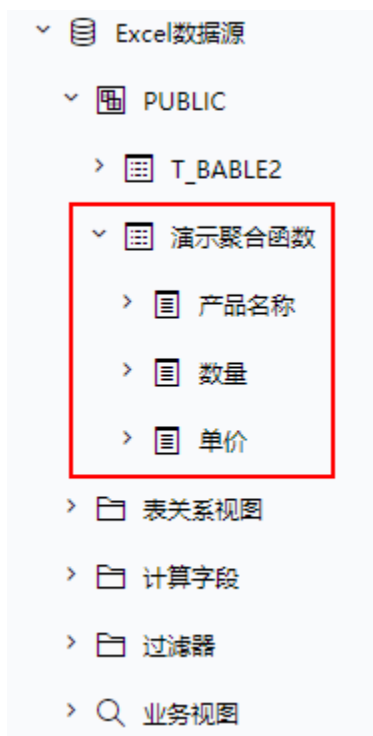 Excel数据源
PUBLIC
T_BABLE2
演示聚合函数
产品名称
数量
单价
表关系视图
计算字段
过滤器
业务视图